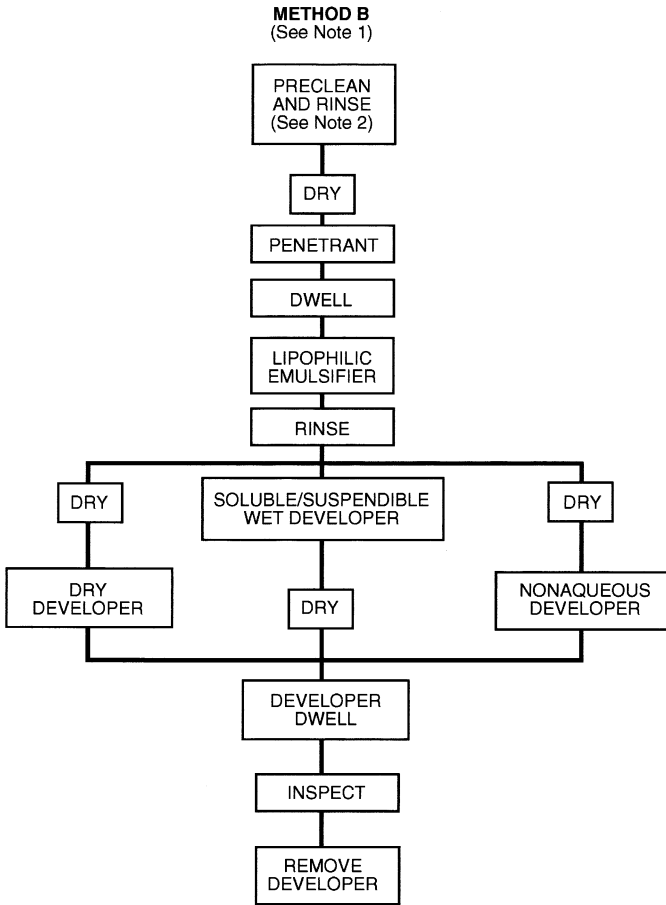 METHOD B
(See Note 1)
PRECLEAN
AND RINSE
(See Note 2)
DRY
PENETRANT
DWELL
LIPOPHILIC
EMULSIFIER
RINSE
DRY
SOLUBLE/SUSPENDIBLE
WET DEVELOPER
DRY
DRY
DEVELOPER
DRY
NONAQUEOUS
DEVELOPER
DEVELOPER
DWELL
INSPECT
REMOVE
DEVELOPER